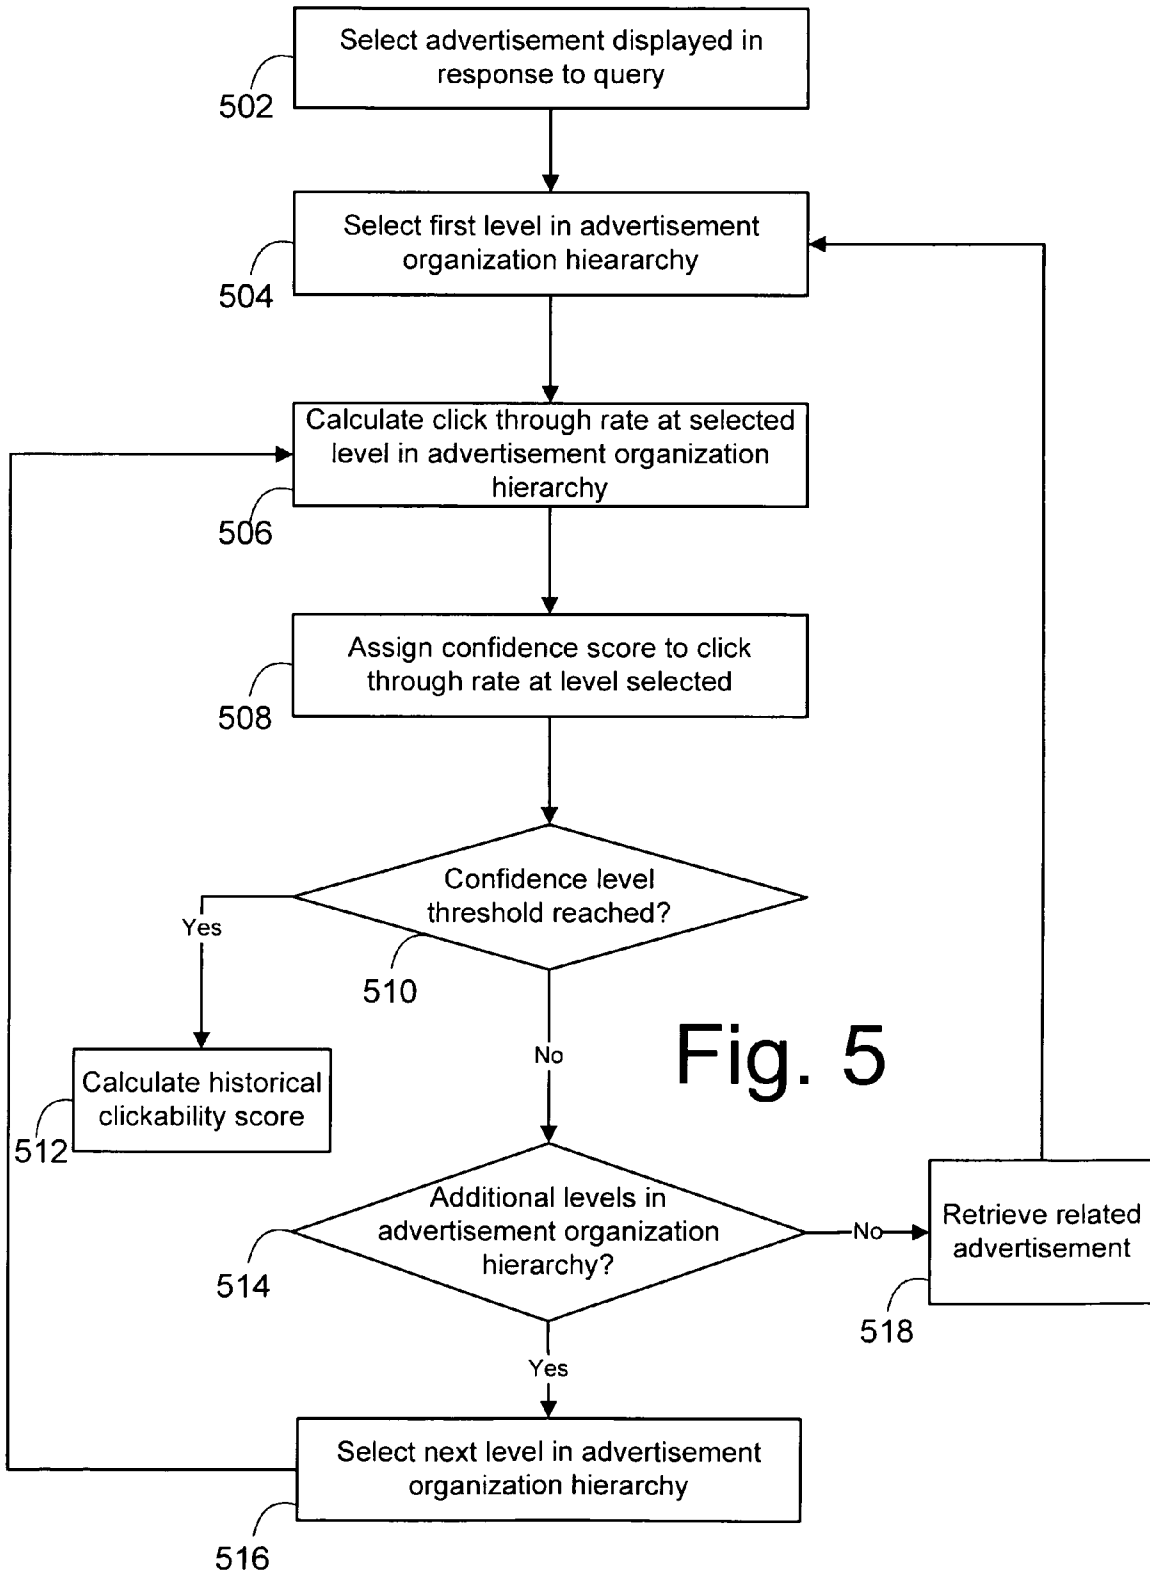 Select advertisement displayed in
response to query
502
Select first level in advertisement
organization hieararchy
504
Calculate click through rate at selected
level in advertisement organization
hierarchy
506
Assign confidence score to click
through rate at level selected
508
Confidence level
threshold reached?
Yes
510
No
Fig. 5
Calculate historical
clickability score
512
Additional levels in
advertisement organization
hierarchy?
514
No
Retrieve related
advertisement
518
Yes
Select next level in advertisement
organization hierarchy
516